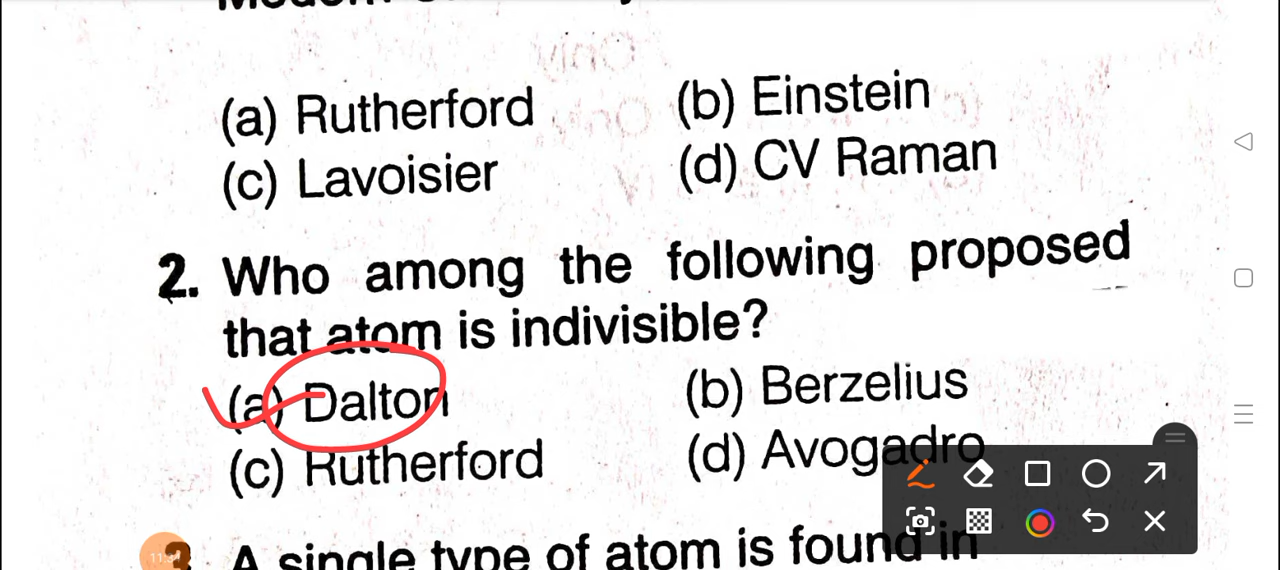 (a) Rutherford (b) Einstein
(c) Lavoisier (d) CV Raman
2. Who among the following proposed
that atom is indivisible?
(a) Dalton (b) Berzelius
(c) Rutherford (d) Avogadro
A single type of atom is found in